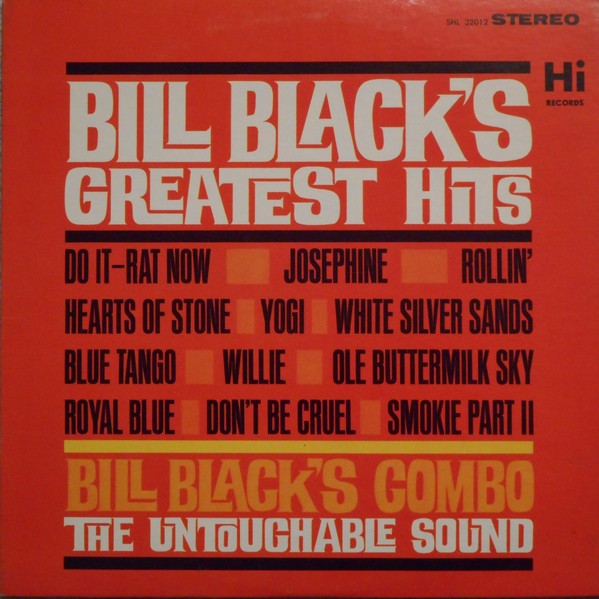 SHL 32012 STEREO
Hi
RECORDS
BILL BLACK'S
GREATEST HITS
DO IT–RAT NOW JOSEPHINE ROLLIN'
HEARTS OF STONE YOGI WHITE SILVER SANDS
BLUE TANGO WILLIE OLE BUTTERMILK SKY
ROYAL BLUE DON'T BE CRUEL SMOKIE PART II
BILL BLACK'S COMBO
THE UNTOUCHABLE SOUND